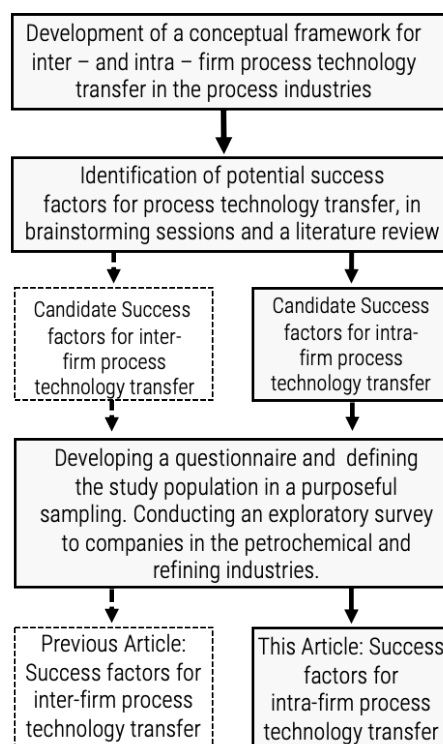 Development of a conceptual framework for
inter – and intra – firm process technology
transfer in the process industries
Identification of potential success
factors for process technology transfer, in
brainstorming sessions and a literature review
Candidate Success
factors for inter-
firm process
technology transfer
Candidate Success
factors for intra-
firm process
technology transfer
Developing a questionnaire and defining
the study population in a purposeful
sampling. Conducting an exploratory survey
to companies in the petrochemical and
refining industries.
Previous Article:
Success factors for
inter-firm process
technology transfer
This Article: Success
factors for
intra-firm process
technology transfer